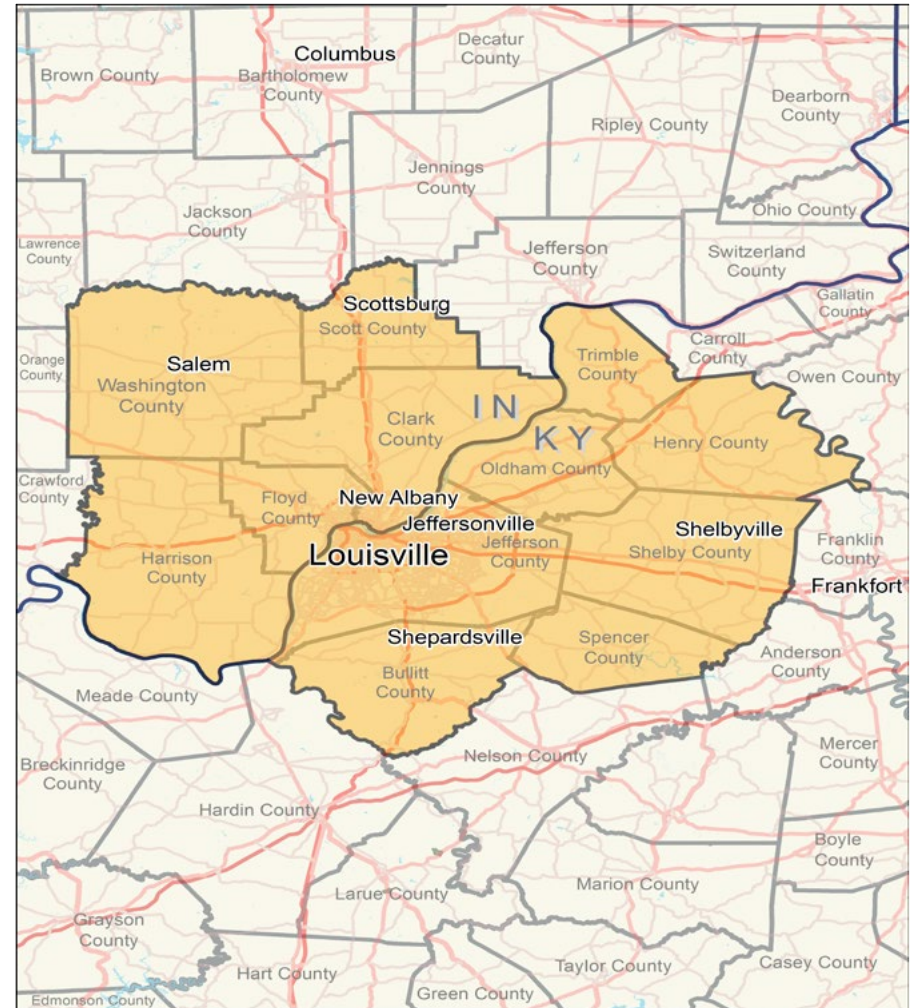 Columbus
Decatur
County
Brown County
Bartholomew
County
Dearborn
County
Ripley County
Jennings
County
Jackson
County
Ohio County
Lawrence
County
Jefferson
County
Switzerland
County
Gallatin
County
Scottsburg
Scott County
Carroll
County
Trimble
County
Orange
County
Salem
Washington
County
Owen County
IN
Clark
County
KY
Henry County
Oldham County
Crawford
County
Floyd
County
New Albany
Jeffersonville
Shelbyville
Louisville
Jefferson
County
Shelby County
Franklin
County
Harrison
County
Frankfort
Shepardsville
Spencer
County
Anderson
County
Bullitt
County
Meade County
Nelson County
Mercer
County
Breckinridge
County
Hardin County
Boyle
County
Larue County
Marion County
Grayson
County
Hart County
Taylor County
Casey County
Green County
Edmonson County